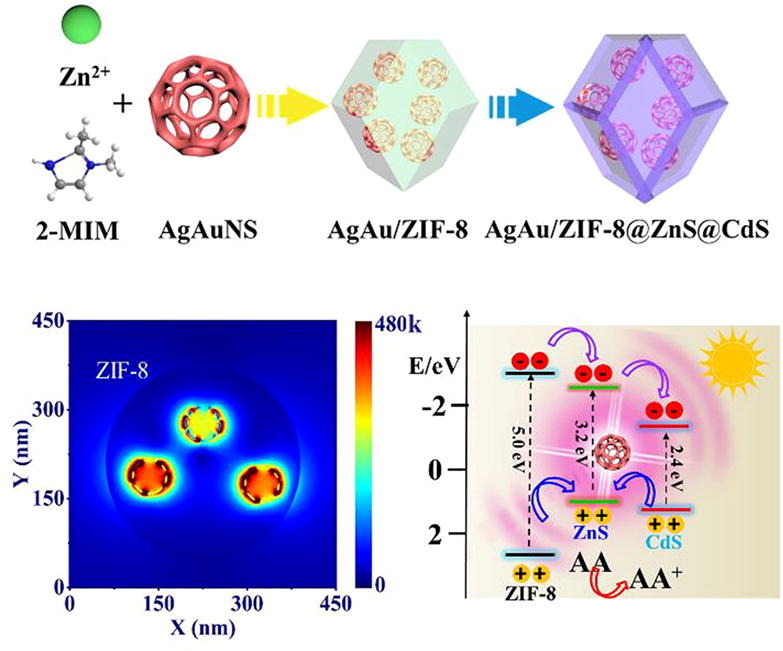 Zn2+
+
2-MIM
AgAuNS
AgAu/ZIF-8
AgAu/ZIF-8@ZnS@CdS
450
300
150
0
Y (nm)
ZIF-8
0
150
300
450
X (nm)
480k
0
E/eV
-2
0
2
5.0 eV
3.2 eV
2.4 eV
ZnS
CdS
ZIF-8
AA
AA+